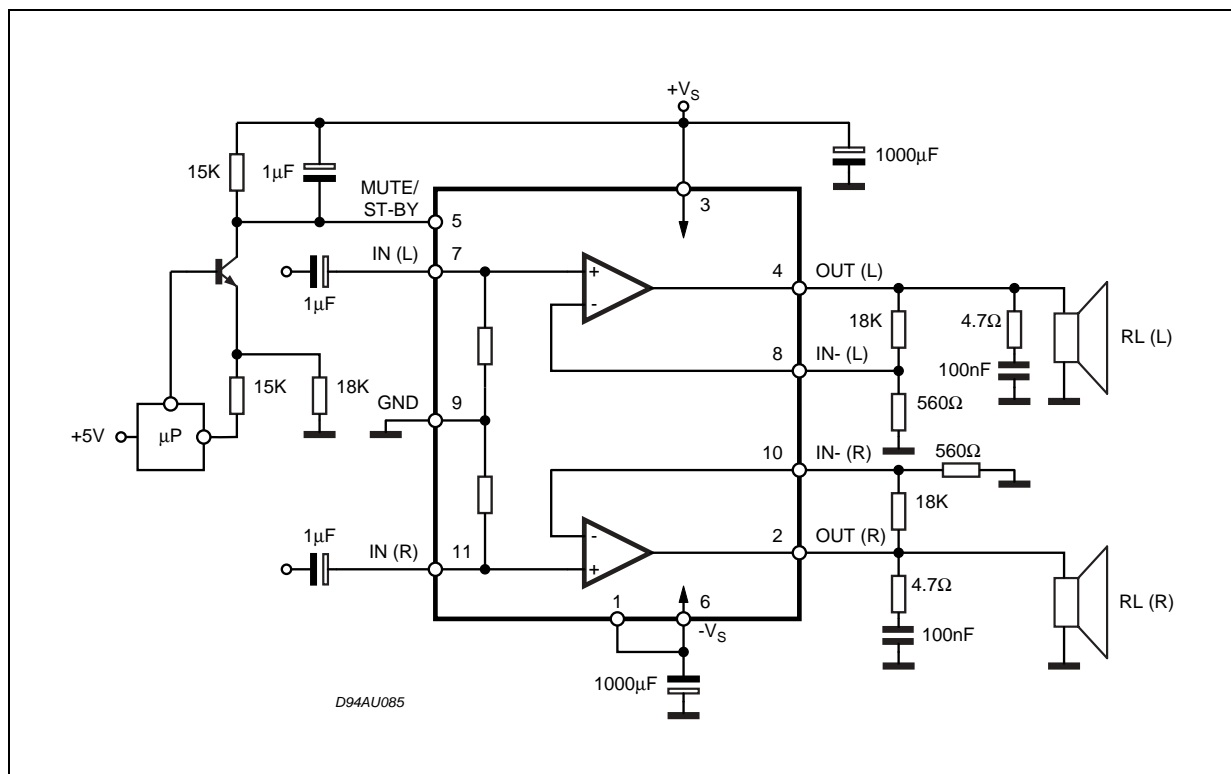 +VS
1000µF
15K
1µF
MUTE/
ST-BY
5
3
IN (L)
7
1µF
4
OUT (L)
18K
4.7Ω
RL (L)
8
IN- (L)
100nF
15K
18K
GND
9
560Ω
+5V
µP
10
IN- (R)
560Ω
18K
1µF
IN (R)
11
2
OUT (R)
4.7Ω
RL (R)
1
6
-VS
100nF
1000µF
D94AU085
+
-
-
+